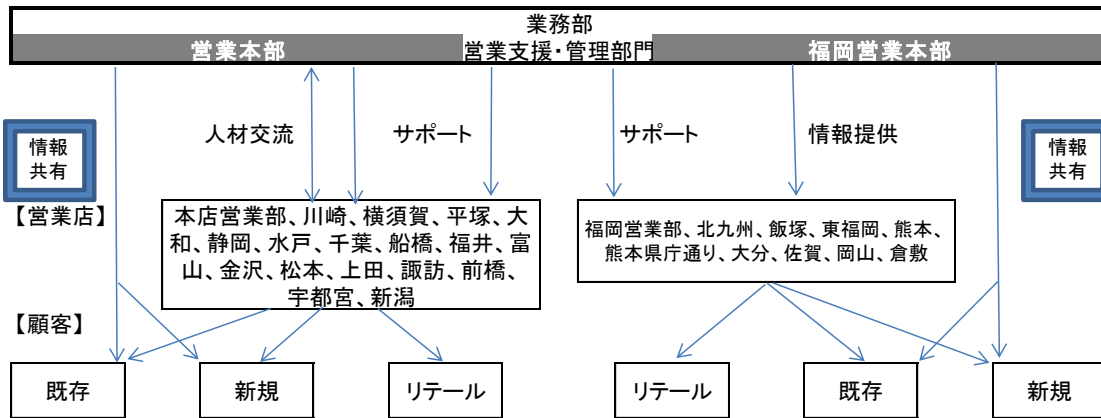 業務部
営業本部 営業支援・管理部門 福岡営業本部
人材交流 サポート サポート 情報提供
情報
共有
情報
共有
【営業店】
本店営業部、川崎、横須賀、平塚、大
和、静岡、水戸、千葉、船橋、福井、富
山、金沢、松本、上田、諏訪、前橋、
宇都宮、新潟
福岡営業部、北九州、飯塚、東福岡、熊本、
熊本県庁通り、大分、佐賀、岡山、倉敷
【顧客】
既存 新規 リテール リテール 既存 新規